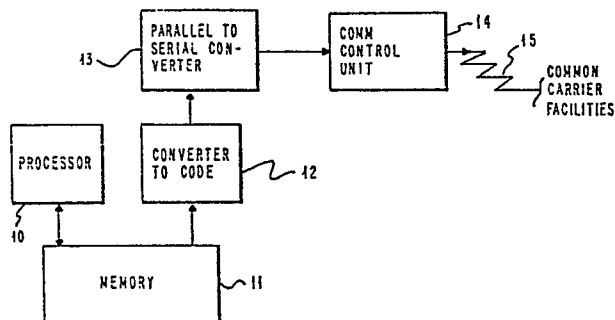 PARALLEL TO
SERIAL CON-
VERTER
13
COMM
CONTROL
UNIT
14
15
COMMON
CARRIER
FACILITIES
PROCESSOR
10
CONVERTER
TO CODE
12
MEMORY
11